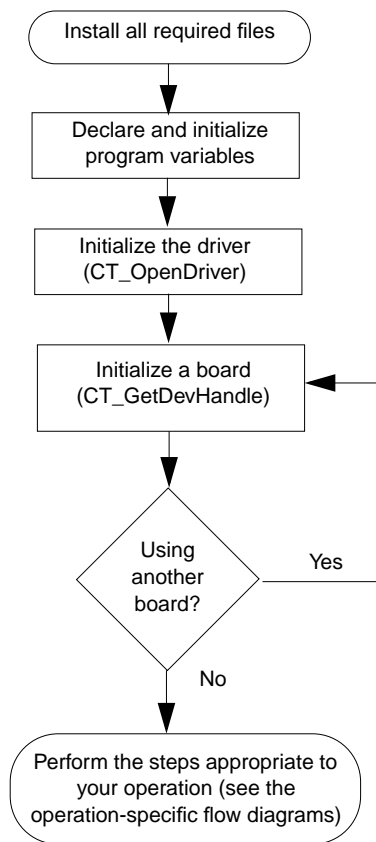 Install all required files
Declare and initialize
program variables
Initialize the driver
(CT_OpenDriver)
Initialize a board
(CT_GetDevHandle)
Using
another
board?
Yes
No
Perform the steps appropriate to
your operation (see the
operation-specific flow diagrams)